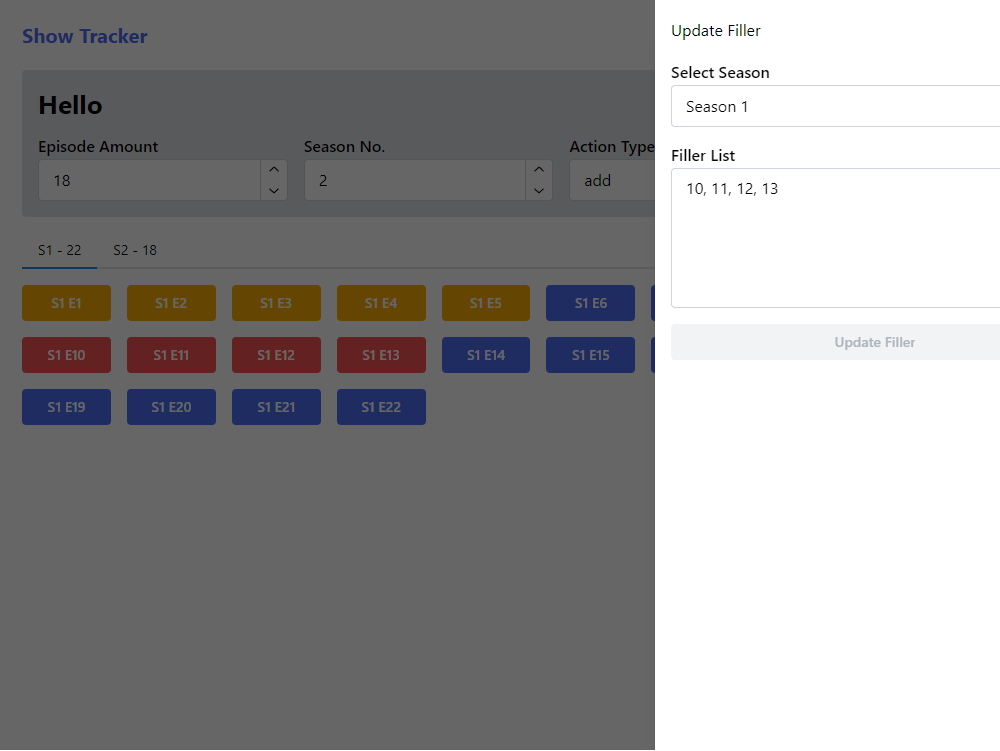 Show Tracker
Hello
Episode Amount
Season No.
Action Type
18
2
add
S1 - 22
S2 - 18
S1 E1
S1 E2
S1 E3
S1 E4
S1 E5
S1 E6
S1 E10
S1 E11
S1 E12
S1 E13
S1 E14
S1 E15
S1 E19
S1 E20
S1 E21
S1 E22
Update Filler
Select Season
Season 1
Filler List
10, 11, 12, 13
Update Filler